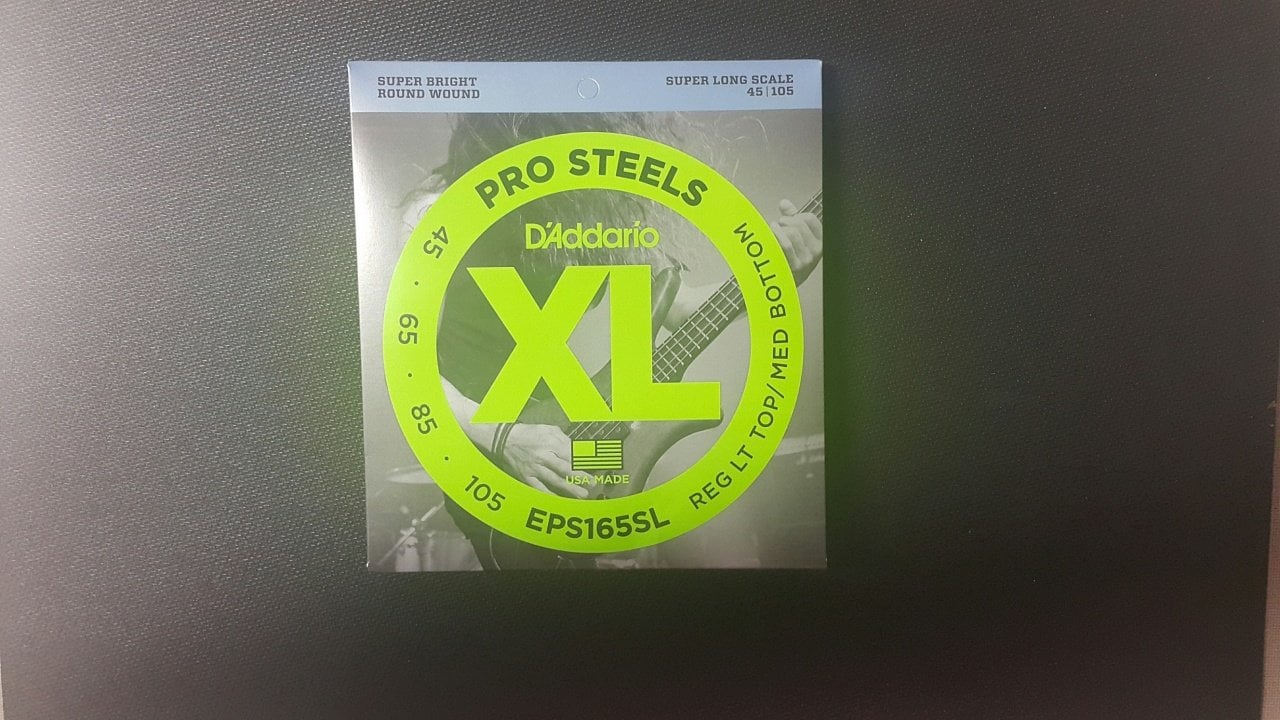 SUPER BRIGHT
ROUND WOUND
SUPER LONG SCALE
45|105
PRO STEELS
D'Addario
XL
USA MADE
45 · 65 · 85 · 105
EPS165SL
REG LT TOP/MED BOTTOM